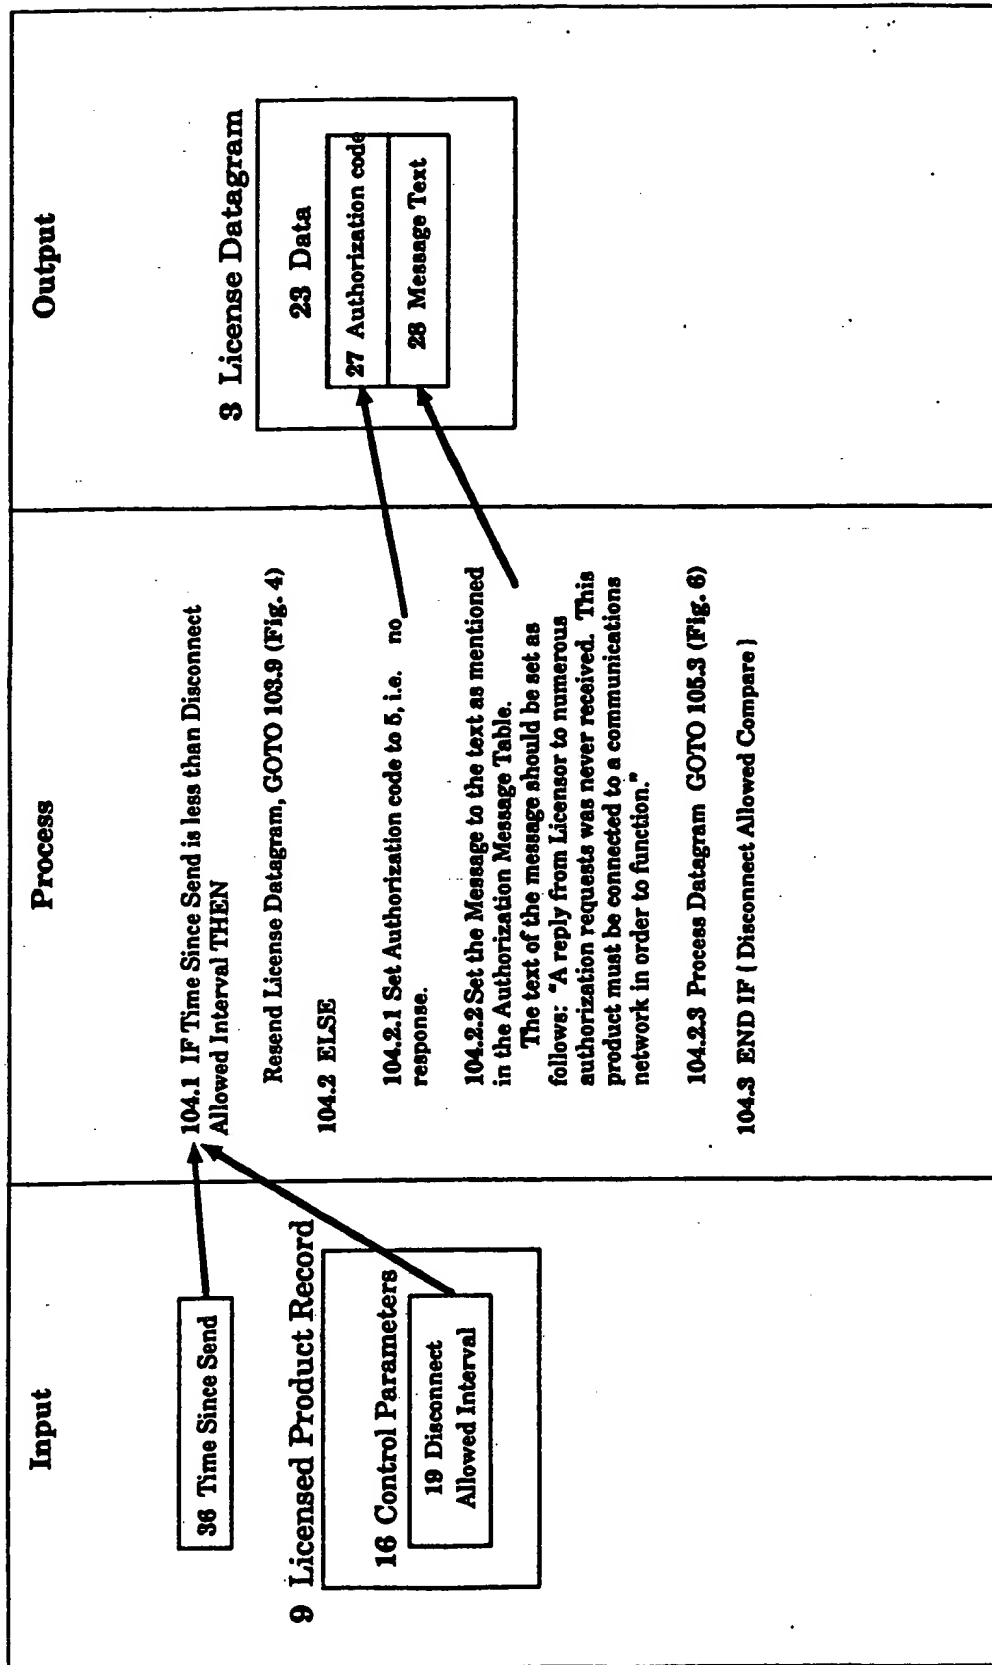 Input
36 Time Since Send
9 Licensed Product Record
16 Control Parameters
19 Disconnect
Allowed Interval
Process
104.1 IF Time Since Send is less than Disconnect
Allowed Interval THEN
Resend License Datagram, GOTO 103.9 (Fig. 4)
104.2 ELSE
104.2.1 Set Authorization code to 5, i.e. no
response.
104.2.2 Set the Message to the text as mentioned
in the Authorization Message Table.
The text of the message should be set as
follows: "A reply from Licensor to numerous
authorization requests was never received. This
product must be connected to a communications
network in order to function."
104.2.3 Process Datagram GOTO 105.3 (Fig. 6)
104.3 END IF { Disconnect Allowed Compare }
Output
3 License Datagram
23 Data
27 Authorization code
28 Message Text